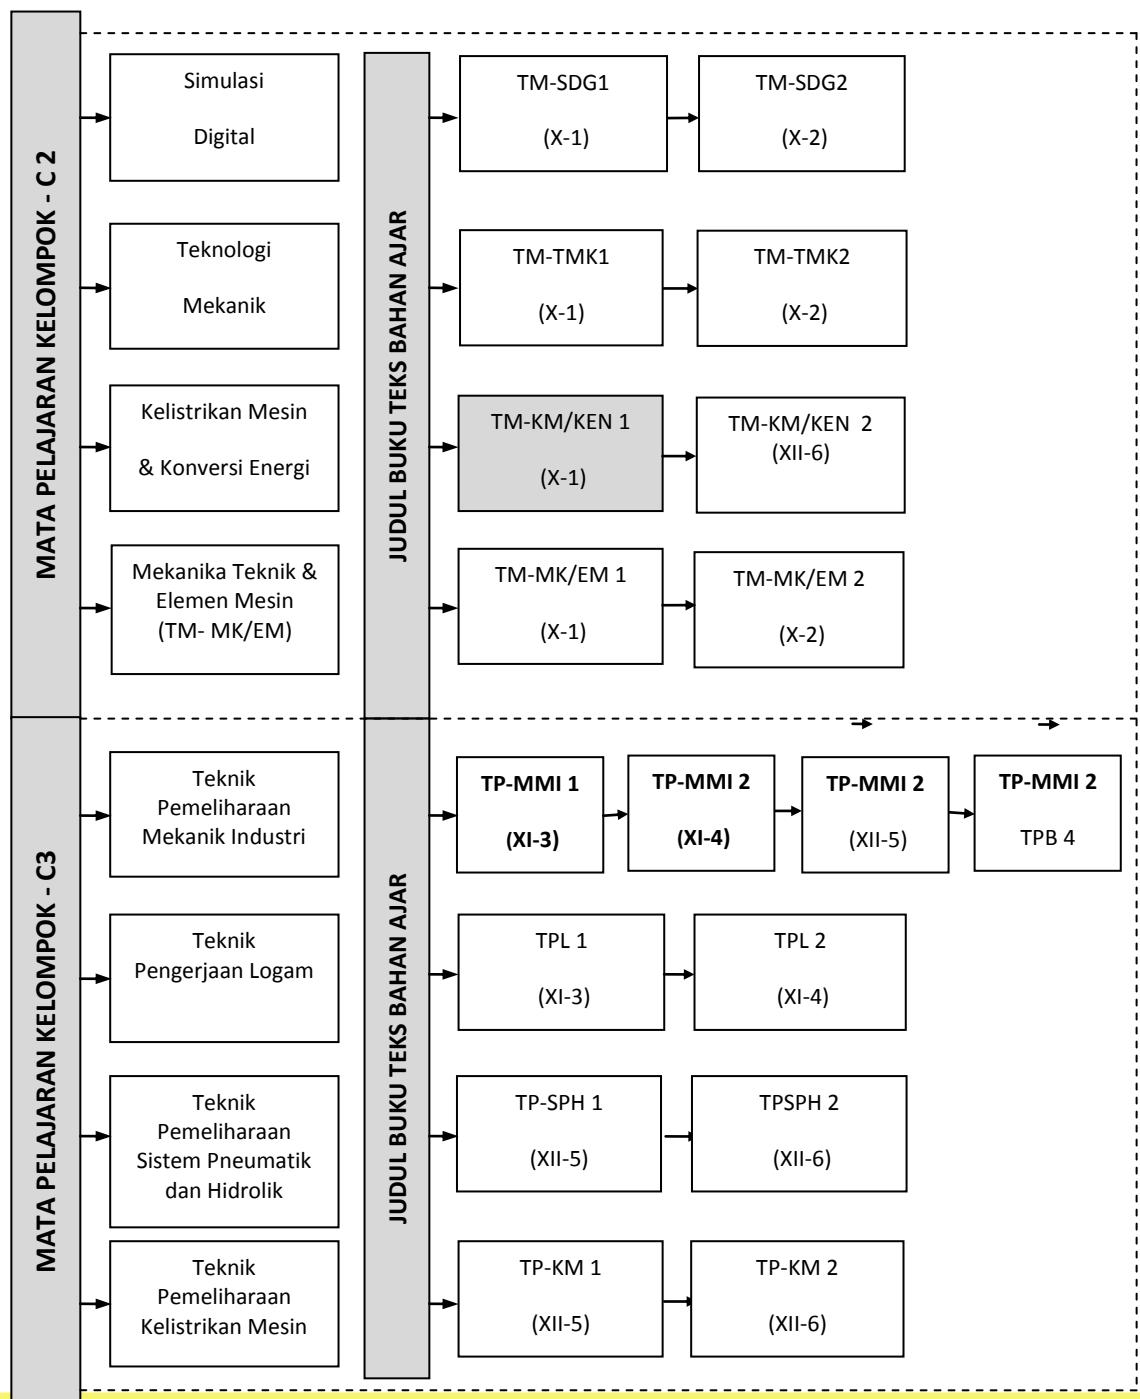 MATA PELAJARAN KELOMPOK - C 2
Simulasi
Digital
Teknologi
Mekanik
Kelistrikan Mesin
& Konversi Energi
Mekanika Teknik &
Elemen Mesin
(TM- MK/EM)
JUDUL BUKU TEKS BAHAN AJAR
TM-SDG1
(X-1)
TM-SDG2
(X-2)
TM-TMK1
(X-1)
TM-TMK2
(X-2)
TM-KM/KEN 1
(X-1)
TM-KM/KEN  2
(XII-6)
TM-MK/EM 1
(X-1)
TM-MK/EM 2
(X-2)
MATA PELAJARAN KELOMPOK - C3
Teknik
Pemeliharaan
Mekanik Industri
Teknik
Pengerjaan Logam
Teknik
Pemeliharaan
Sistem Pneumatik
dan Hidrolik
Teknik
Pemeliharaan
Kelistrikan Mesin
JUDUL BUKU TEKS BAHAN AJAR
TP-MMI 1
(XI-3)
TP-MMI 2
(XI-4)
TP-MMI 2
(XII-5)
TP-MMI 2
TPB 4
TPL 1
(XI-3)
TPL 2
(XI-4)
TP-SPH 1
(XII-5)
TPSPH 2
(XII-6)
TP-KM 1
(XII-5)
TP-KM 2
(XII-6)